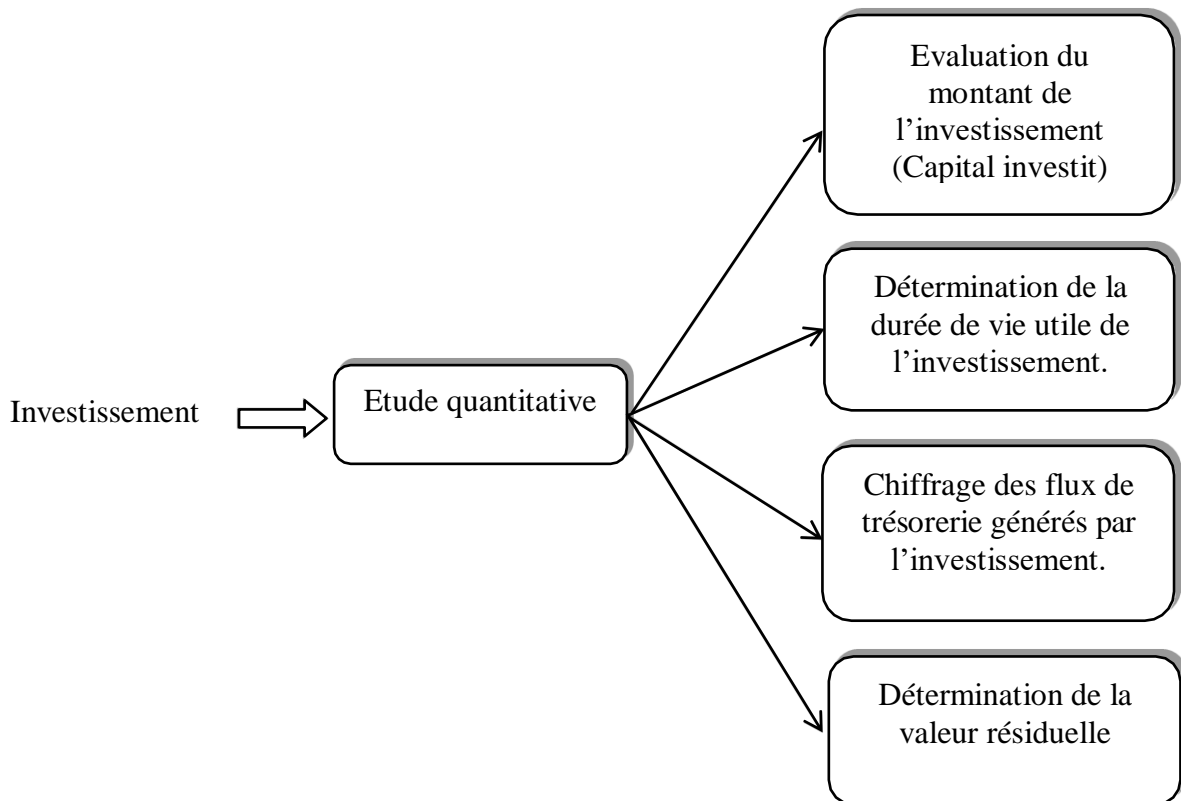 Investissement
Etude quantitative
Evaluation du
montant de
l’investissement
(Capital investit)
Détermination de la
durée de vie utile de
l’investissement.
Chiffrage des flux de
trésorerie générés par
l’investissement.
Détermination de la
valeur résiduelle